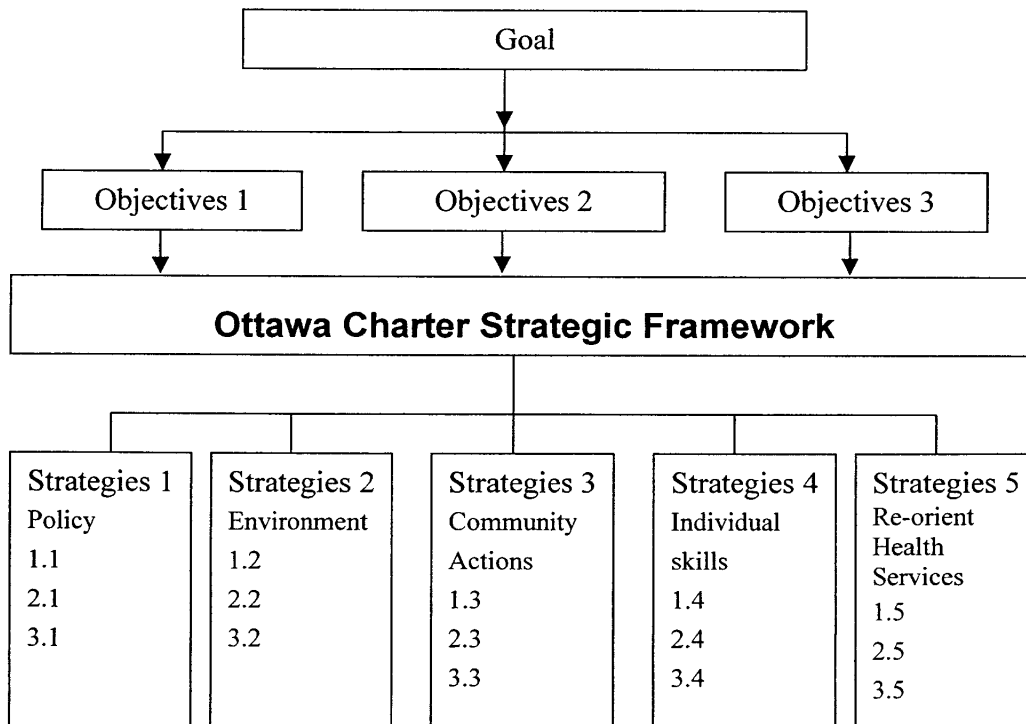 Goal
Objectives 1
Objectives 2
Objectives 3
Ottawa Charter Strategic Framework
Strategies 1
Policy
1.1
2.1
3.1
Strategies 2
Environment
1.2
2.2
3.2
Strategies 3
Community
Actions
1.3
2.3
3.3
Strategies 4
Individual
skills
1.4
2.4
3.4
Strategies 5
Re-orient
Health
Services
1.5
2.5
3.5